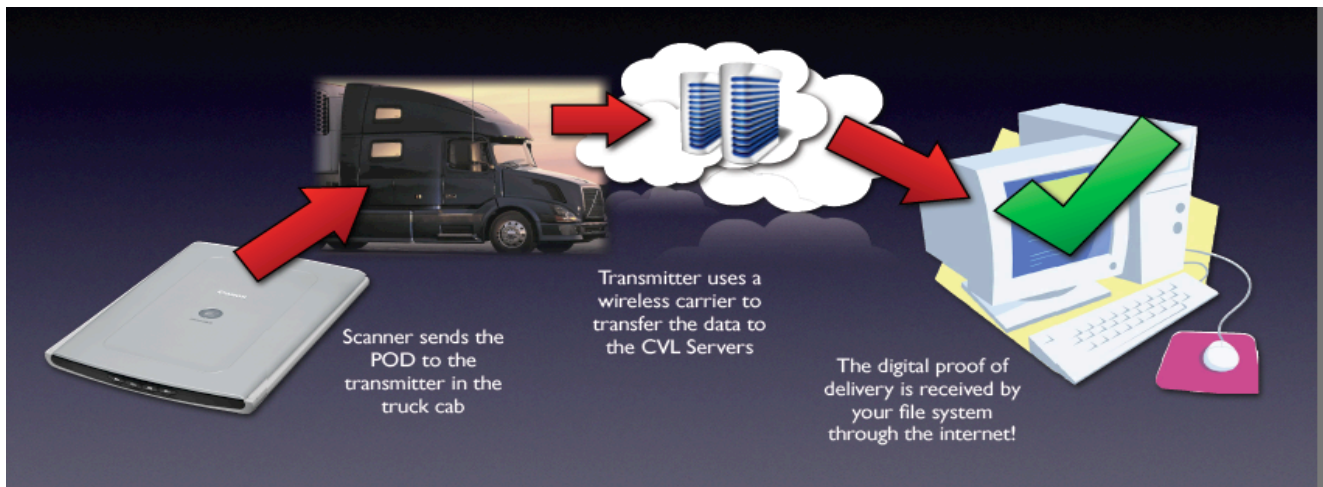 Canon
Scanner sends the
POD to the
transmitter in the
truck cab
Transmitter uses a
wireless carrier to
transfer the data to
the CVL Servers
The digital proof of
delivery is received by
your file system
through the internet!